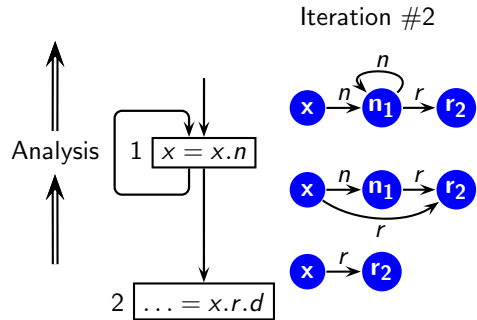 Iteration #2
n
x n n₁ r r₂
Analysis 1 x = x.n
x n n₁ r r₂
r
x r r₂
2 ... = x.r.d